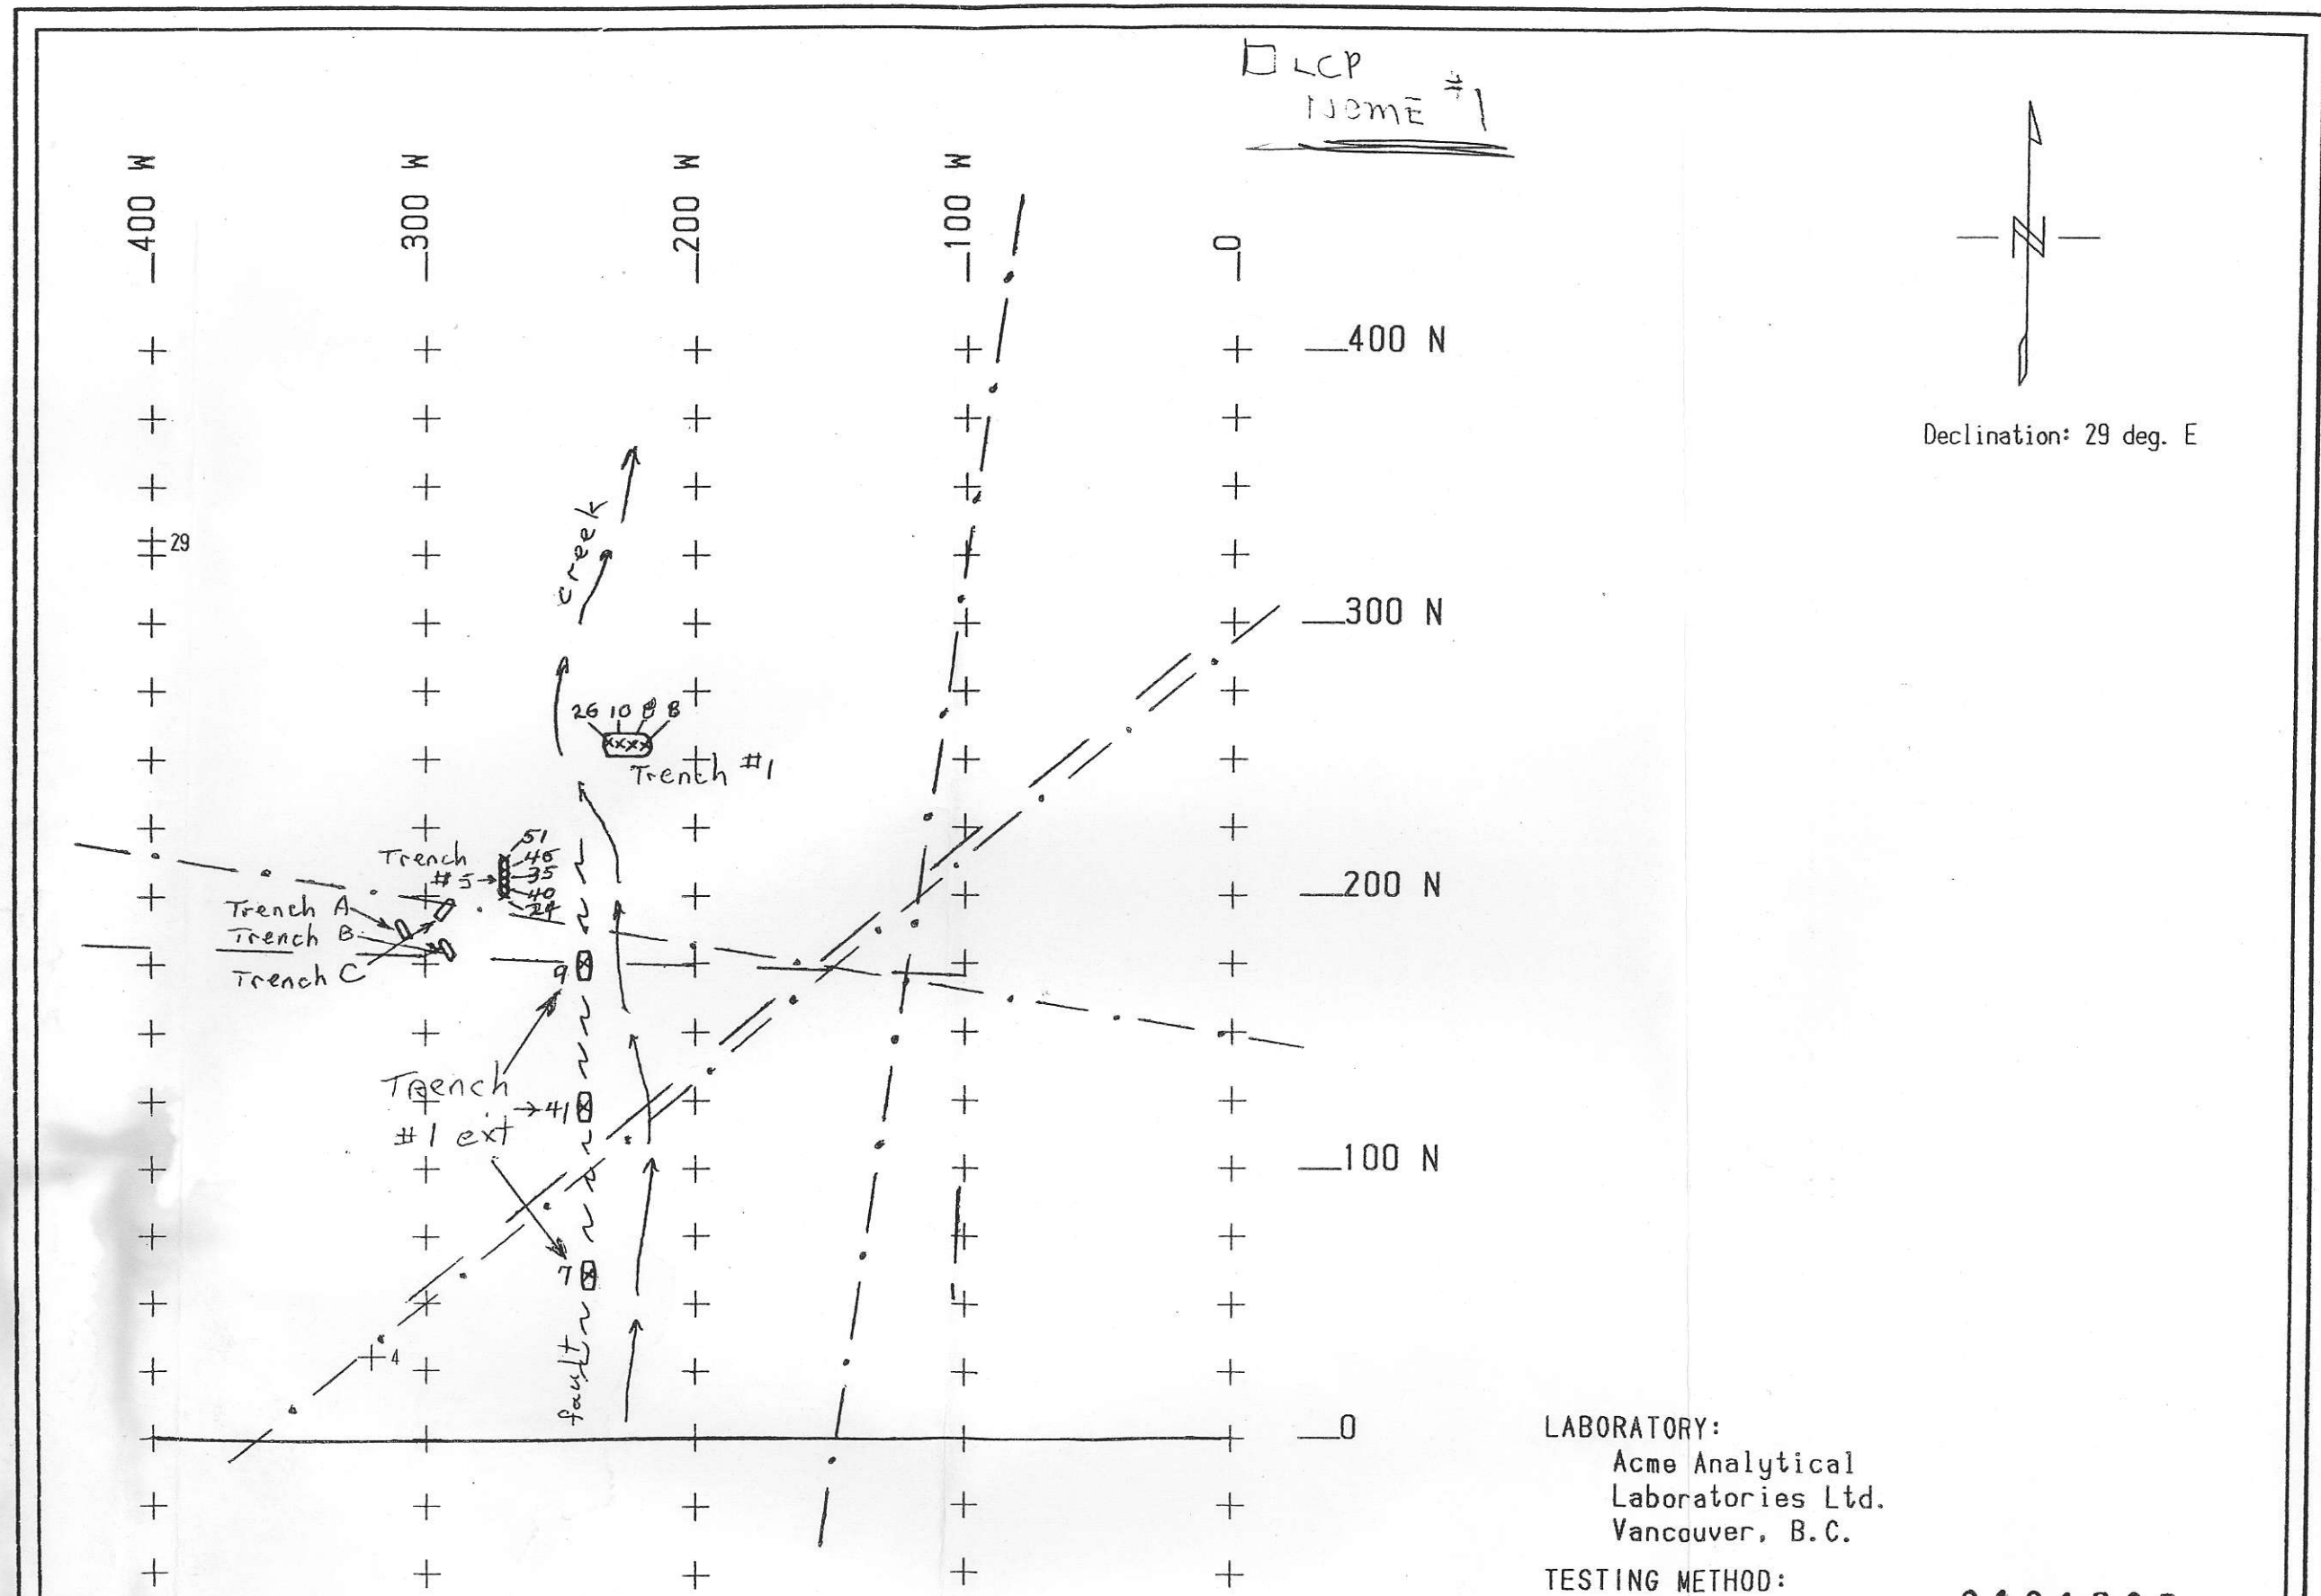 LCP
NOME #1
400 W
300 W
200 W
100 W
0
Declination: 29 deg. E
400 N
Creek
29
300 N
26 10 8 8
Trench #1
51
Trench
#5
35
40
24
200 N
Trench A
Trench B
Trench C
9
Trench
41
#1 ext
100 N
7
4
fault
0
LABORATORY:
Acme Analytical
Laboratories Ltd.
Vancouver, B.C.
TESTING METHOD: